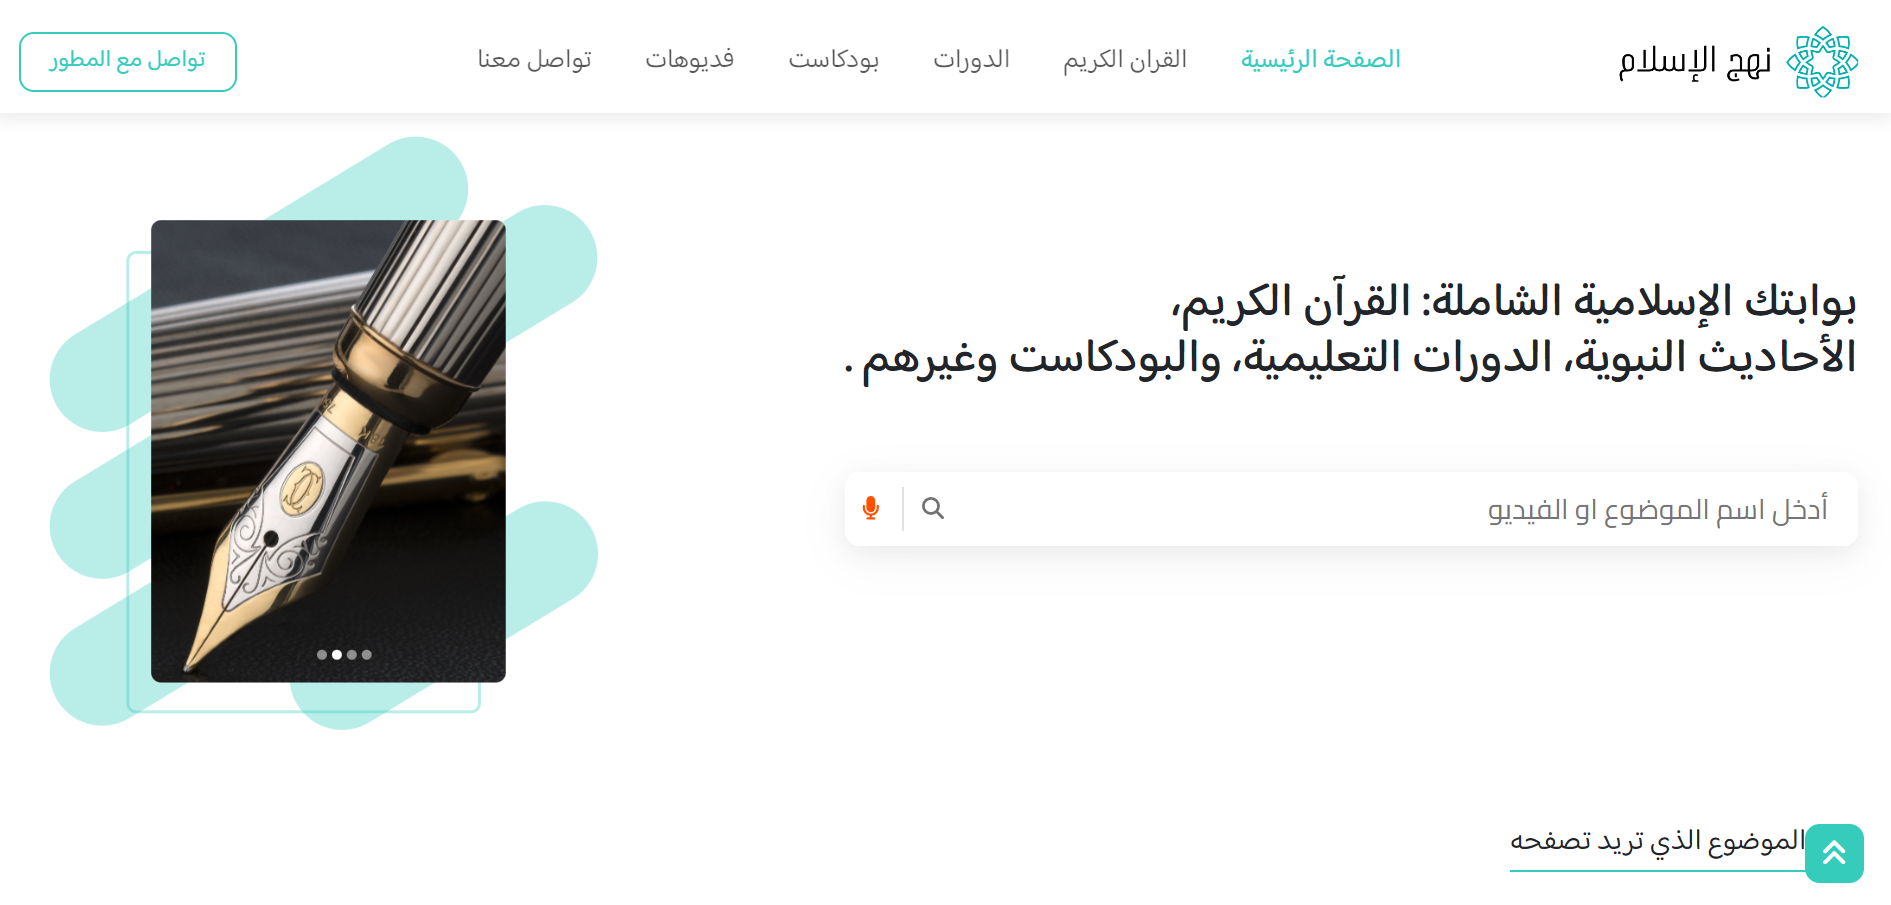 نهج الإسلام
الصفحة الرئيسية
القران الكريم
الدورات
بودكاست
فديوهات
تواصل معنا
تواصل مع المطور
بوابتك الإسلامية الشاملة: القرآن الكريم،
الأحاديث النبوية، الدورات التعليمية، والبودكاست وغيرهم .
أدخل اسم الموضوع او الفيديو
الموضوع الذي تريد تصفحه